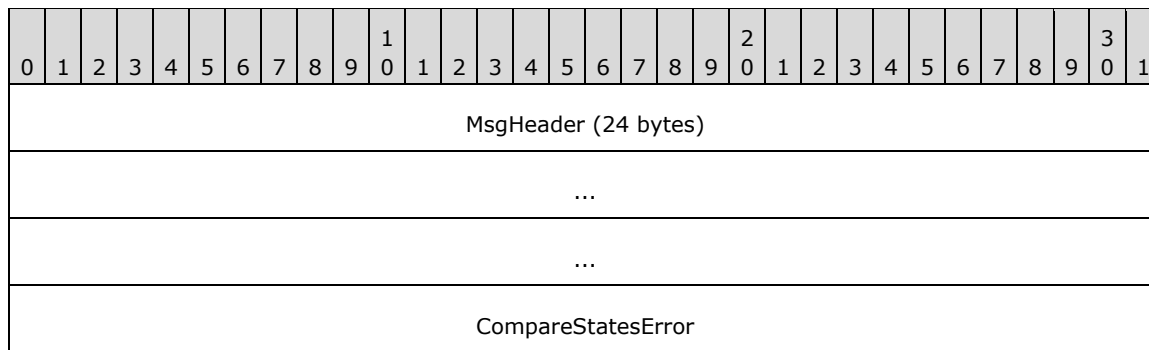 1 2 3
0 1 2 3 4 5 6 7 8 9 0 1 2 3 4 5 6 7 8 9 0 1 2 3 4 5 6 7 8 9 0 1
MsgHeader (24 bytes)
...
...
CompareStatesError